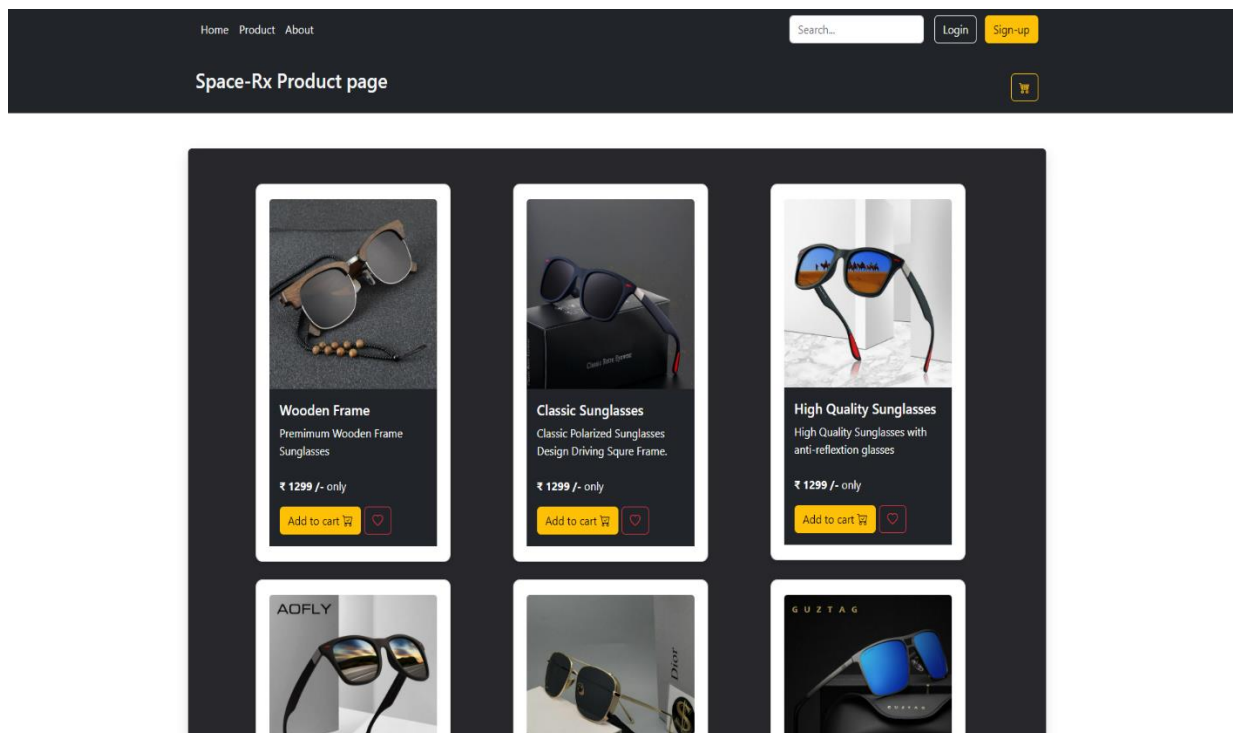 Home Product About
Search...
Login
Sign-up
Space-Rx Product page
Wooden Frame
Premimum Wooden Frame
Sunglasses
₹ 1299 /- only
Add to cart
Classic Sunglasses
Classic Polarized Sunglasses
Design Driving Squre Frame.
₹ 1299 /- only
Add to cart
High Quality Sunglasses
High Quality Sunglasses with
anti-reflextion glasses
₹ 1299 /- only
Add to cart
AOFLY
Dior
GUZTAG
GUZTAG